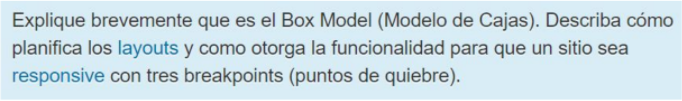 Explique brevemente que es el Box Model (Modelo de Cajas). Describa cómo
planifica los layouts y como otorga la funcionalidad para que un sitio sea
responsive con tres breakpoints (puntos de quiebre).